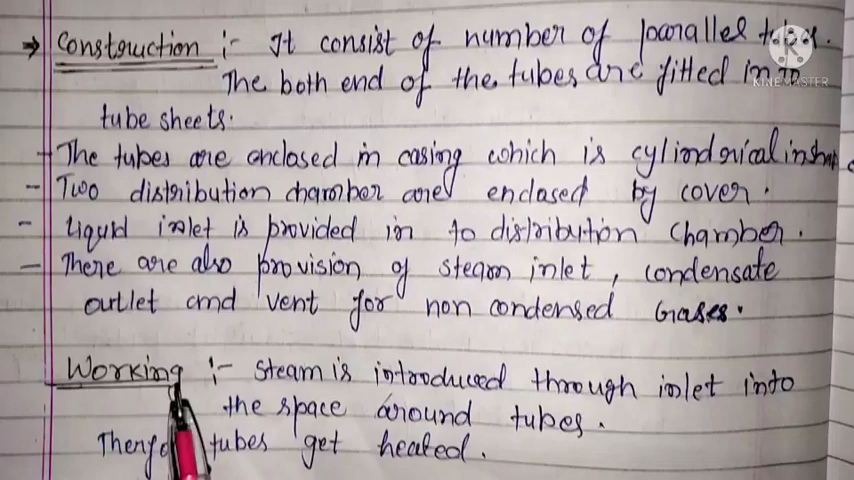 → Construction :- It consist of number of parallel
The both end of the tubes are fitted in to
tube sheets.
- The tubes are enclosed in casing which is cylindrical in
- Two distribution chamber are enclosed by cover.
- Liquid inlet is provided in to distribution chamber.
- There are also provision of steam inlet, condensate
outlet and vent for non condensed Gases.
Working :- Steam is introduced through inlet into
the space around tubes.
tubes get heated.
KINEMASTER